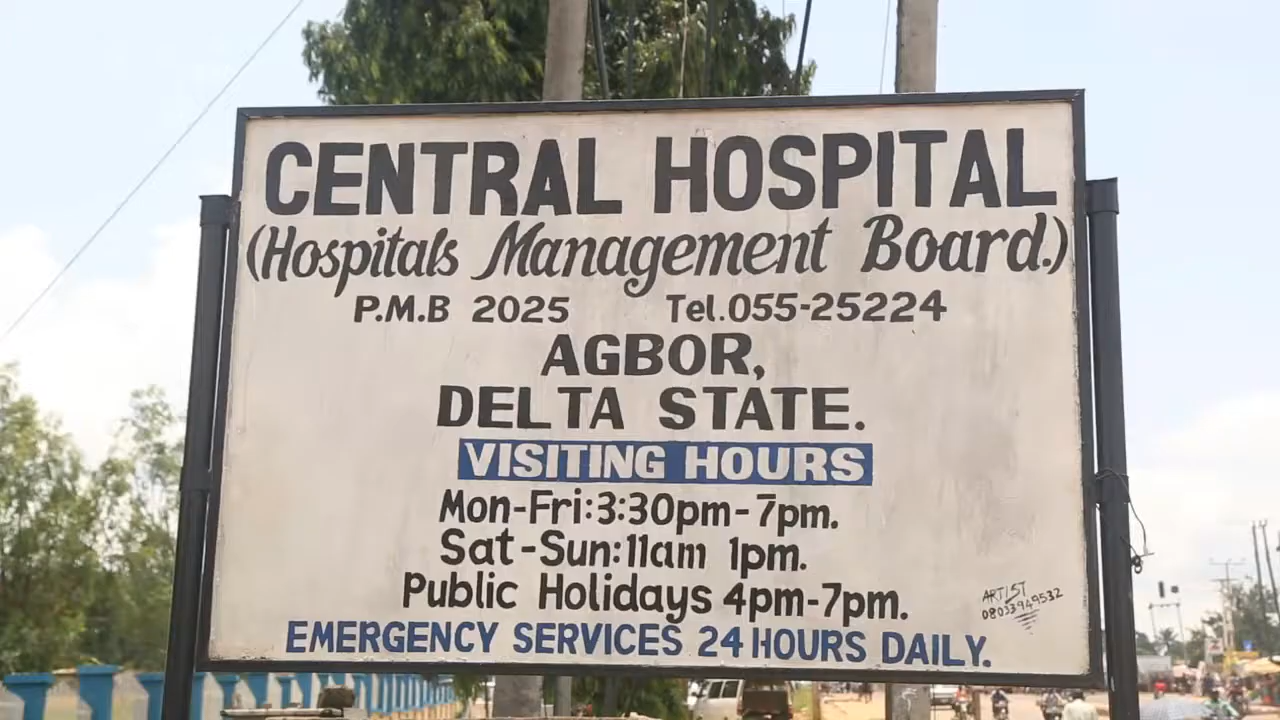 CENTRAL HOSPITAL
(Hospitals Management Board.)
P.M.B 2025 Tel.055-25224
AGBOR,
DELTA STATE.
VISITING HOURS
Mon-Fri:3:30pm-7pm.
Sat-Sun:11am 1pm.
Public Holidays 4pm-7pm.
ARTIST
08033949532
EMERGENCY SERVICES 24 HOURS DAILY.